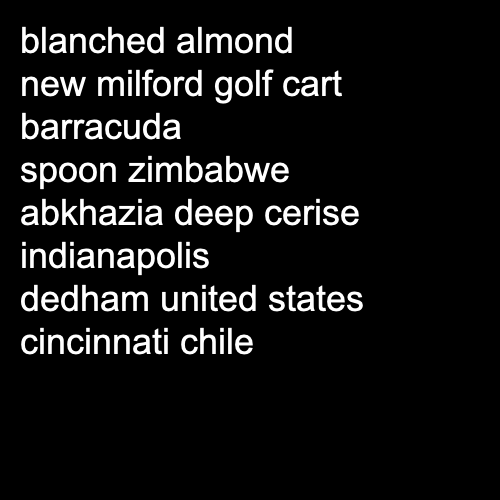 blanched almond
new milford golf cart
barracuda
spoon zimbabwe
abkhazia deep cerise
indianapolis
dedham united states
cincinnati chile